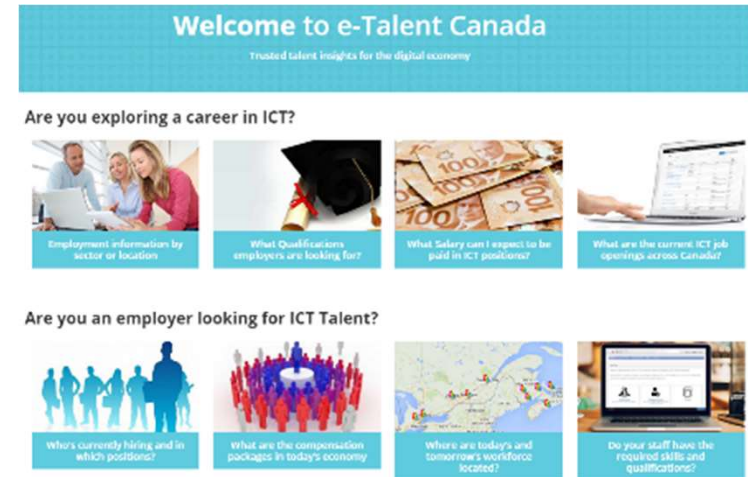 Welcome to e-Talent Canada
Trusted talent insights for the digital economy
Are you exploring a career in ICT?
100
100
100
Employment information by
sector or location
What Qualifications
employers are looking for?
What Salary can I expect to be
paid in ICT positions?
What are the current ICT job
openings across Canada?
Are you an employer looking for ICT Talent?
Who's currently hiring and in
which positions?
What are the compensation
packages in today's economy
Where are today's and
tomorrow's workforce
located?
Do your staff have the
required skills and
qualifications?